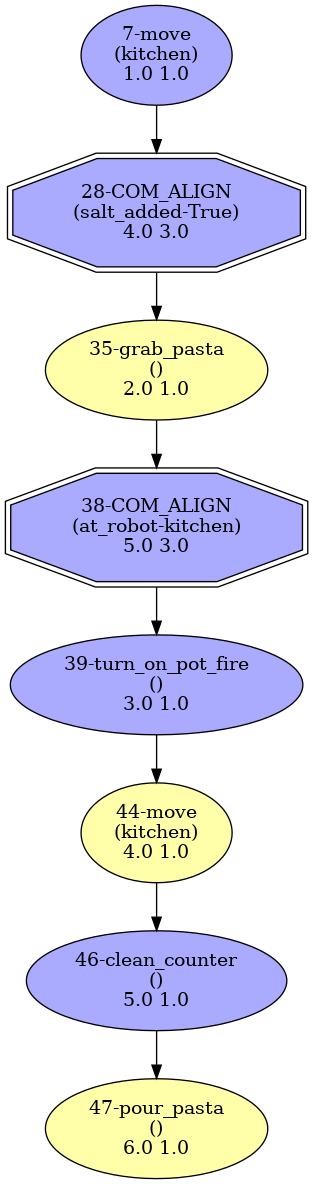 7-move
(kitchen)
1.0 1.0
28-COM_ALIGN
(salt_added-True)
4.0 3.0
35-grab_pasta
()
2.0 1.0
38-COM_ALIGN
(at_robot-kitchen)
5.0 3.0
39-turn_on_pot_fire
()
3.0 1.0
44-move
(kitchen)
4.0 1.0
46-clean_counter
()
5.0 1.0
47-pour_pasta
()
6.0 1.0